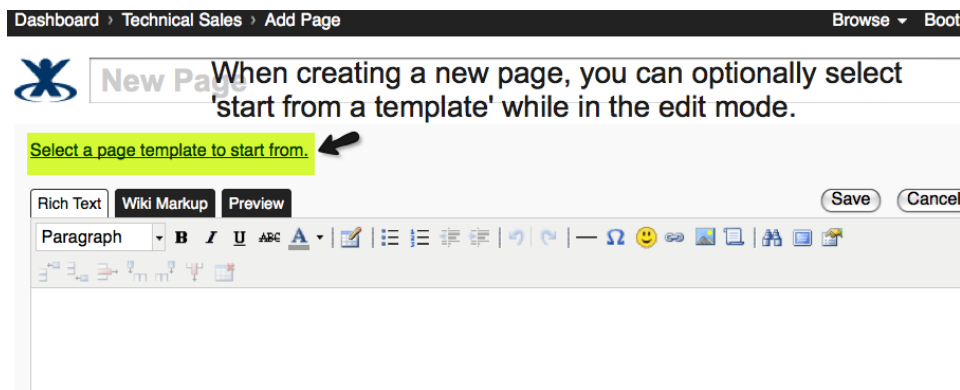 Dashboard › Technical Sales › Add Page Browse Boot
New Page
When creating a new page, you can optionally select
'start from a template' while in the edit mode.
Select a page template to start from.
Rich Text Wiki Markup Preview Save Cancel
Paragraph B I U ABC A Ω